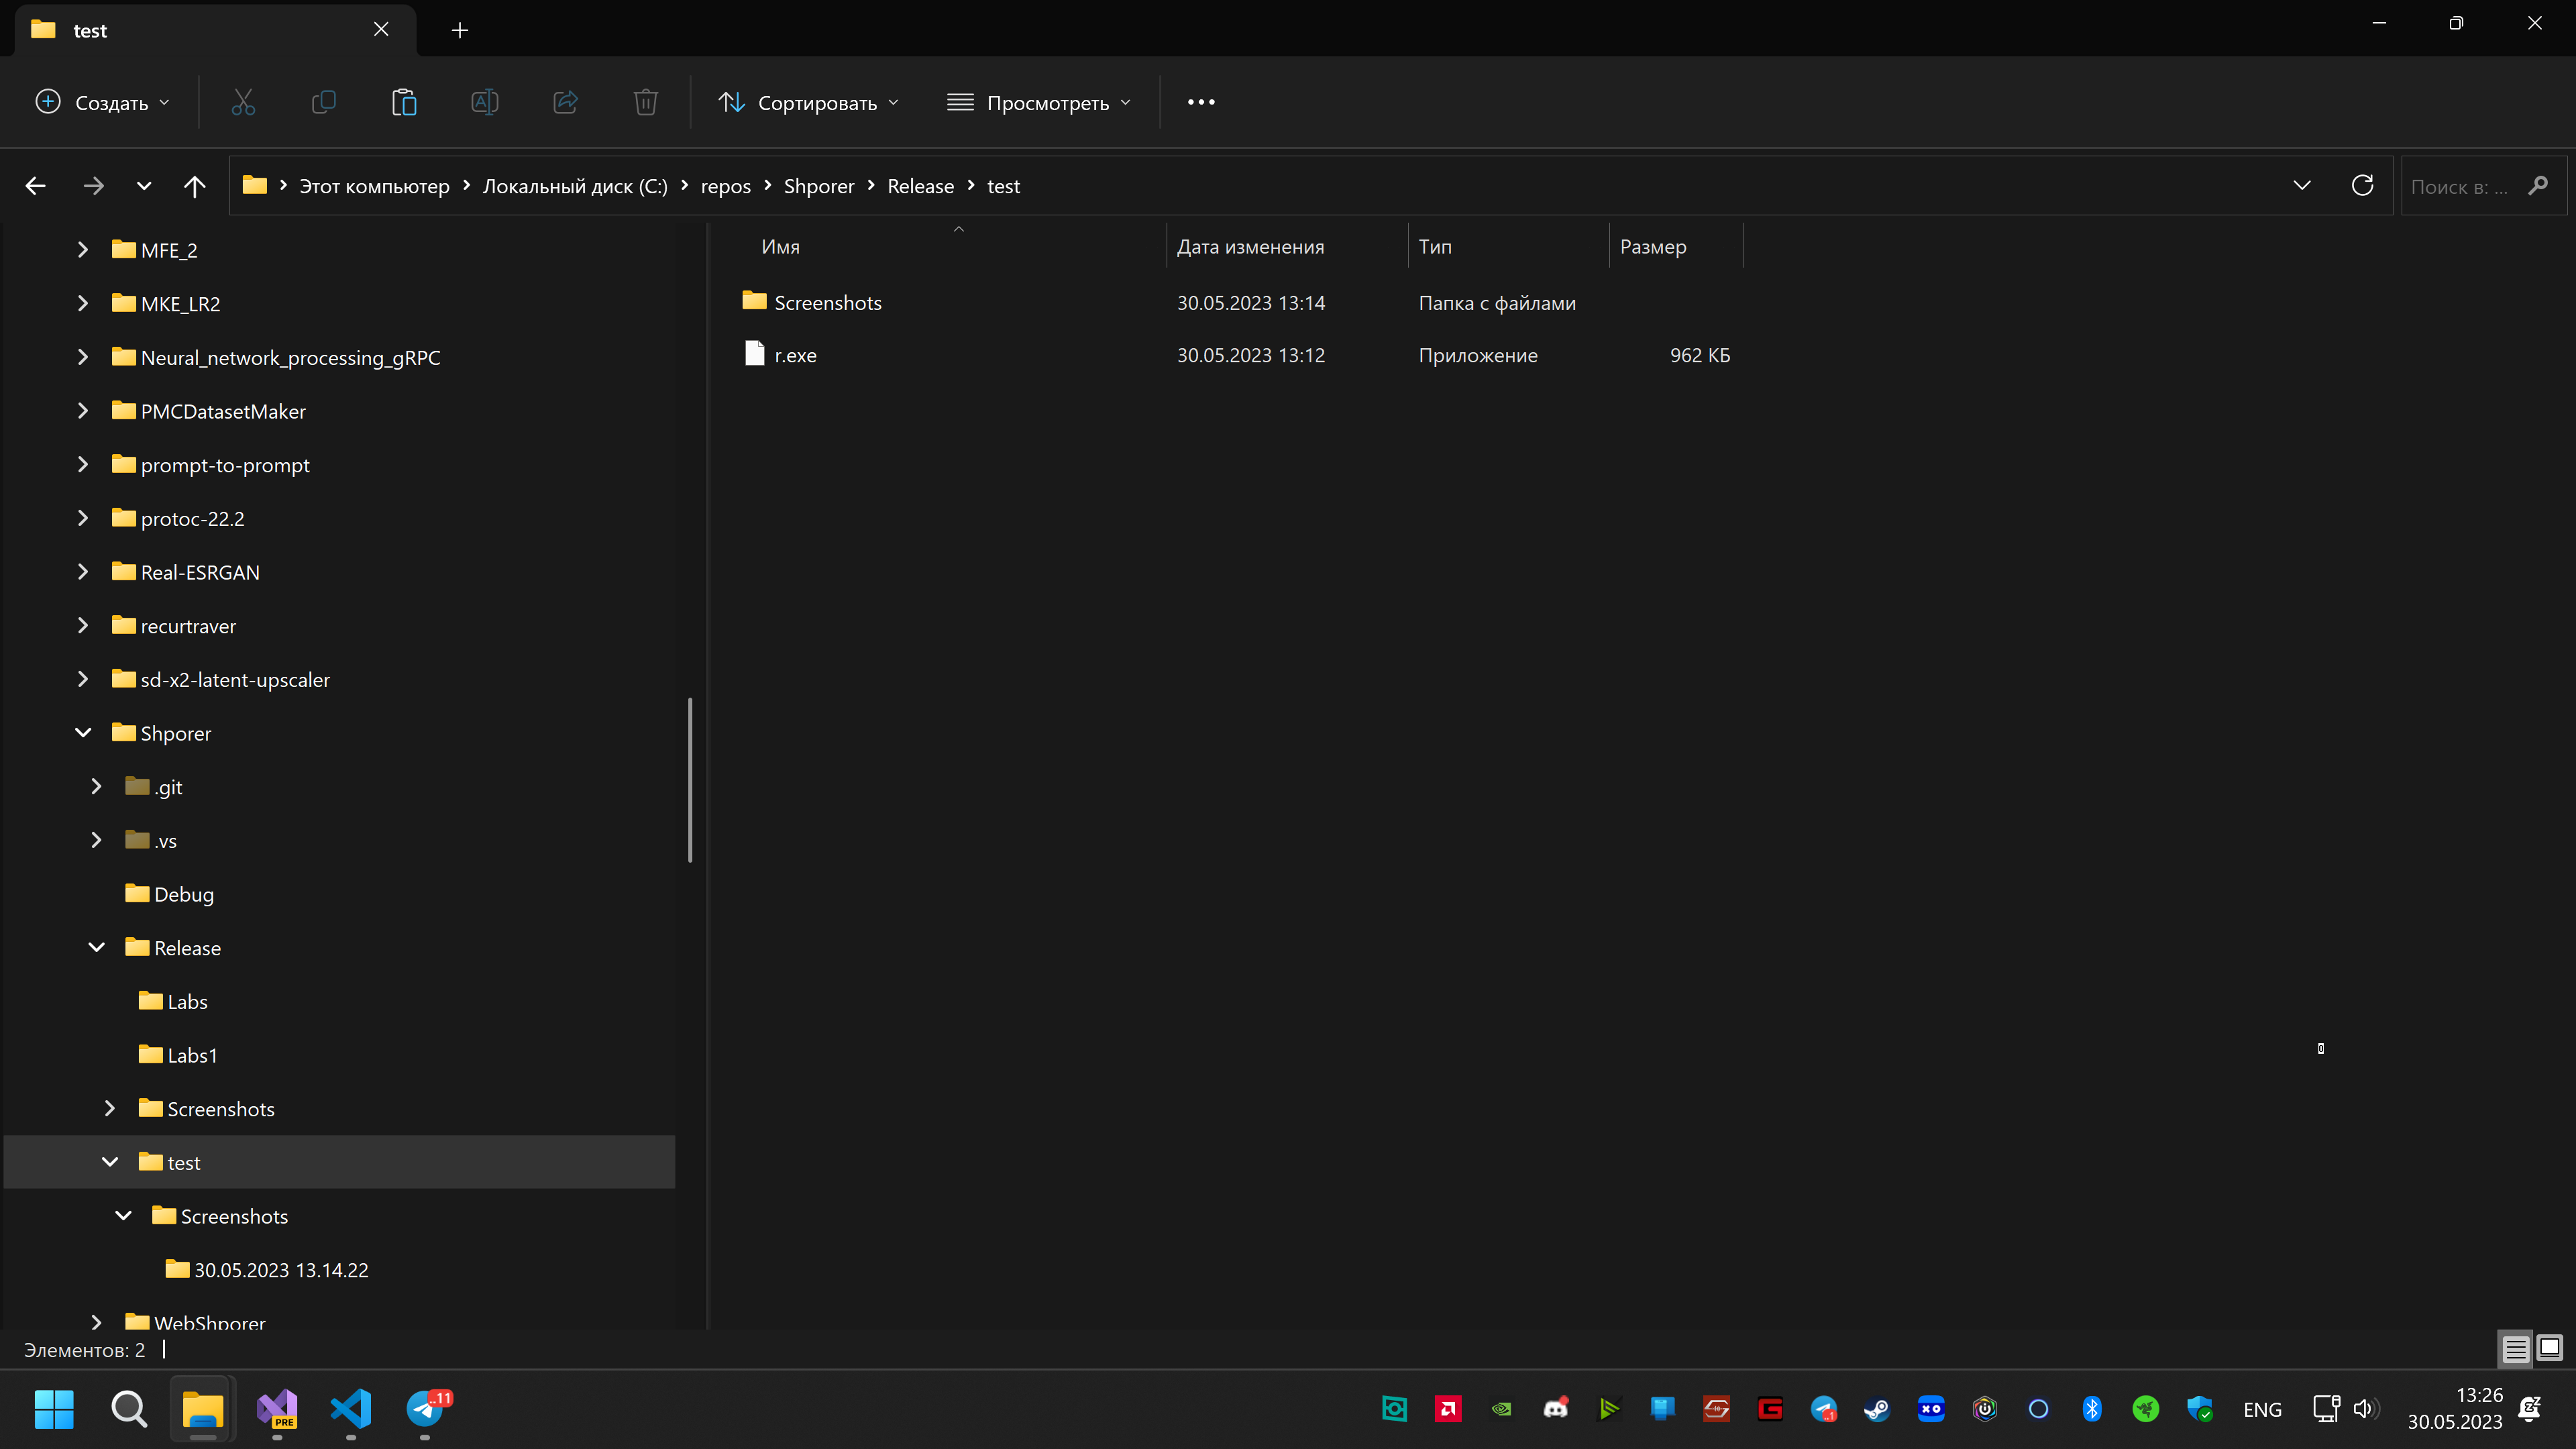 test
Создать
Сортировать
Просмотреть
Этот компьютер
Локальный диск (C:)
repos
Shporer
Release
test
Поиск в: ...
MFE_2
MKE_LR2
Neural_network_processing_gRPC
PMCDatasetMaker
prompt-to-prompt
protoc-22.2
Real-ESRGAN
recurtraver
sd-x2-latent-upscaler
Shporer
.git
.vs
Debug
Release
Labs
Labs1
Screenshots
test
Screenshots
30.05.2023 13.14.22
WebShporer
Имя
Дата изменения
Тип
Размер
Screenshots
30.05.2023 13:14
Папка с файлами
r.exe
30.05.2023 13:12
Приложение
962 КБ
Элементов: 2
PRE
..11
ENG
13:26
30.05.2023